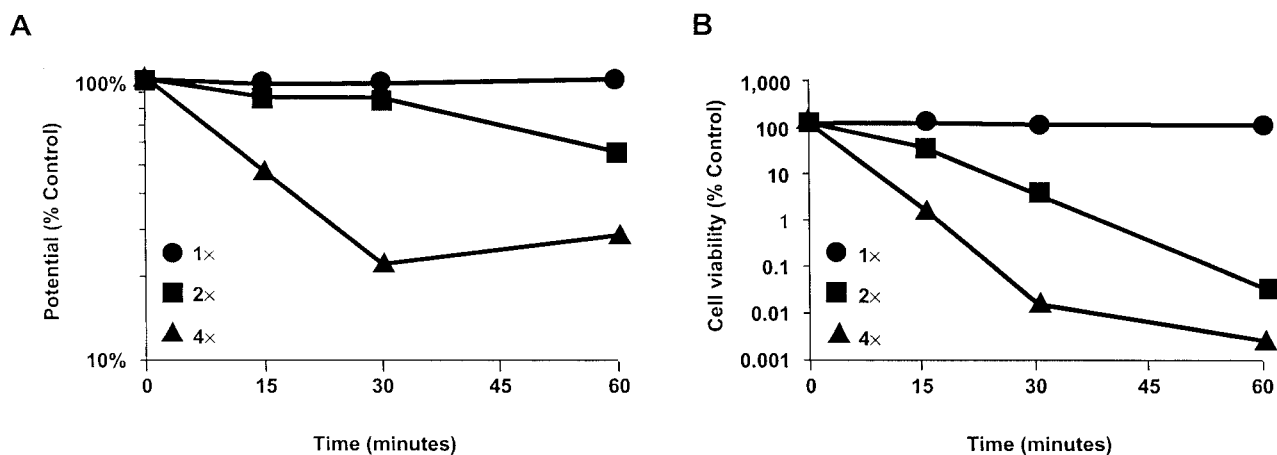 A
Potential (% Control)
100%
10%
1×
2×
4×
0 15 30 45 60
Time (minutes)
B
Cell viability (% Control)
1,000
100
10
1
0.1
0.01
0.001
1×
2×
4×
0 15 30 45 60
Time (minutes)